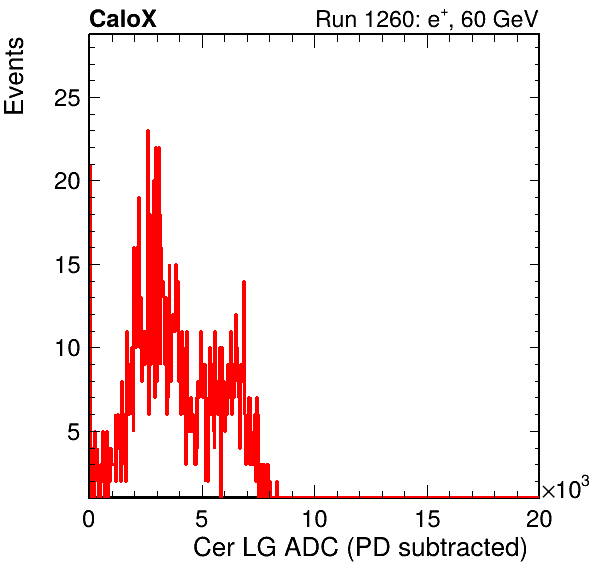 CaloX
Run 1260: e⁺, 60 GeV
Events
25
20
15
10
5
0 5 10 15 20
×10³
Cer LG ADC (PD subtracted)